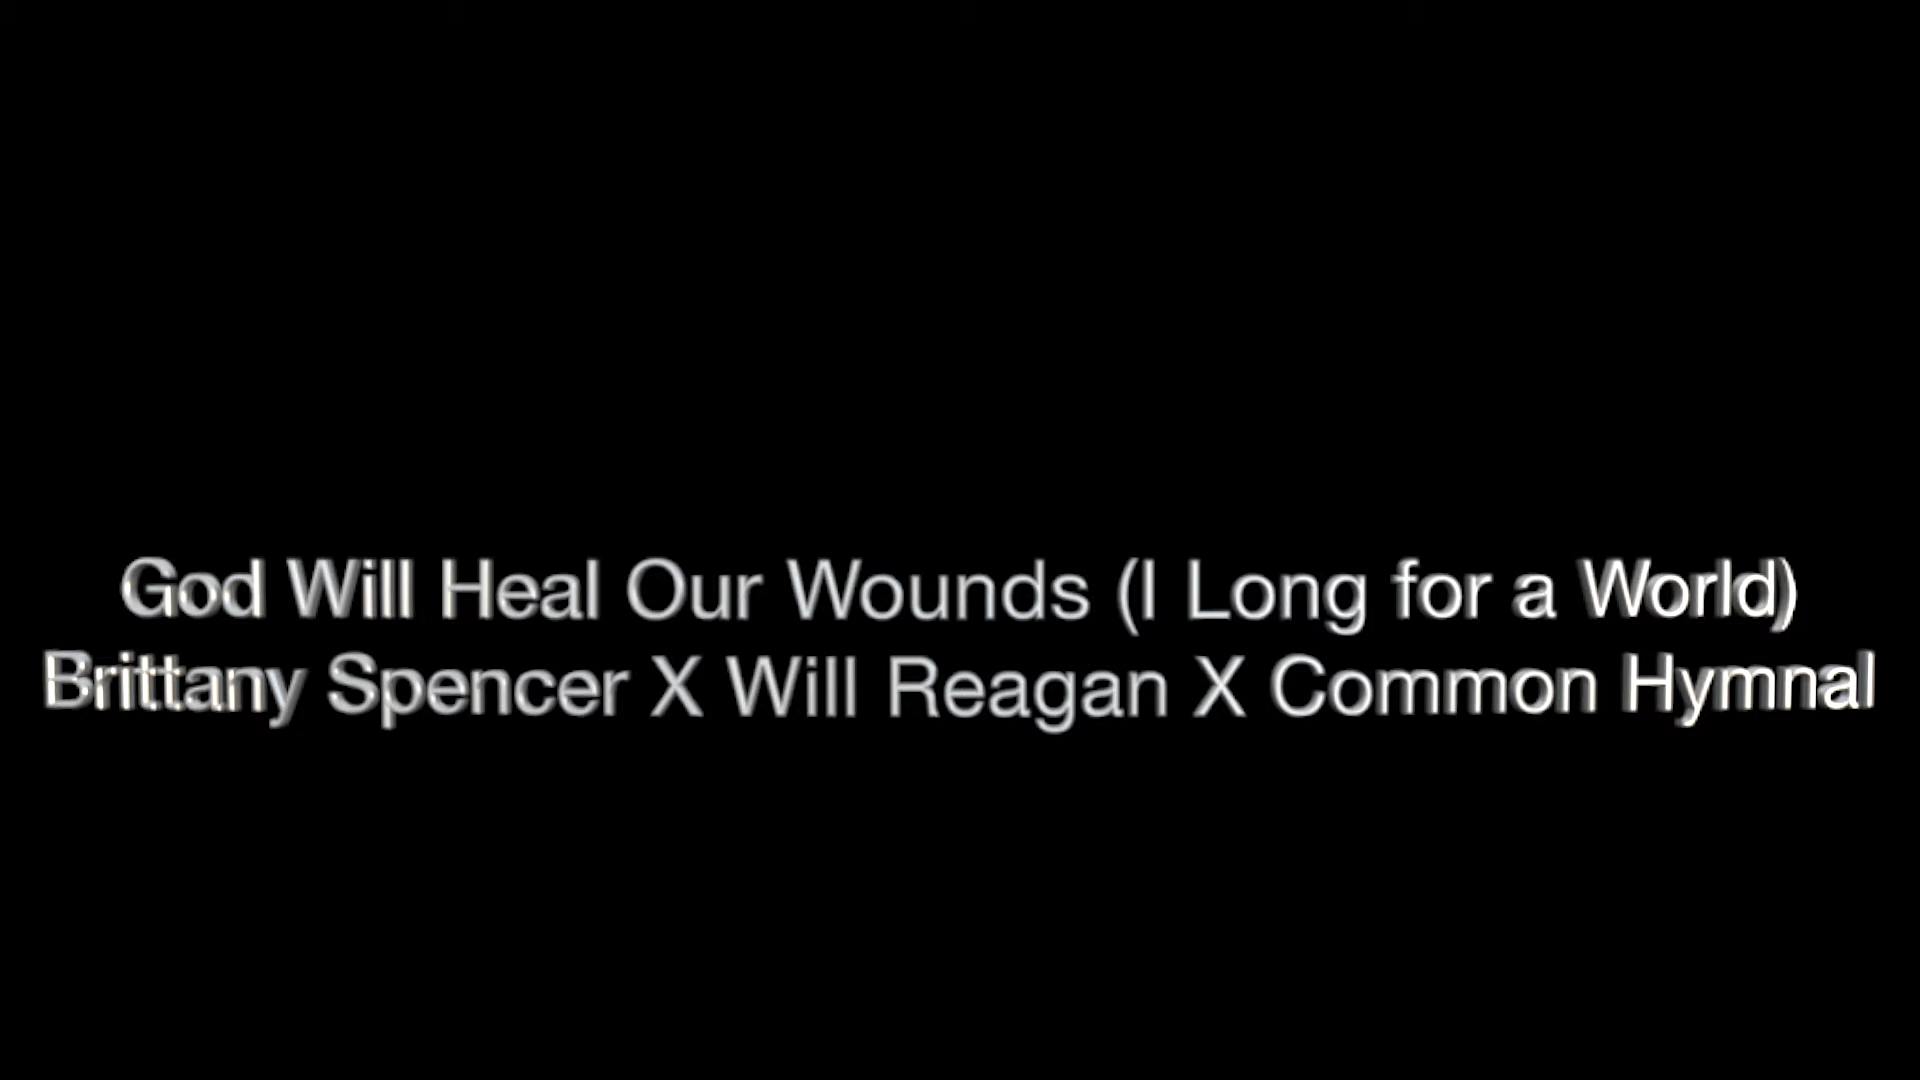 God Will Heal Our Wounds (I Long for a World)
Brittany Spencer X Will Reagan X Common Hymnal